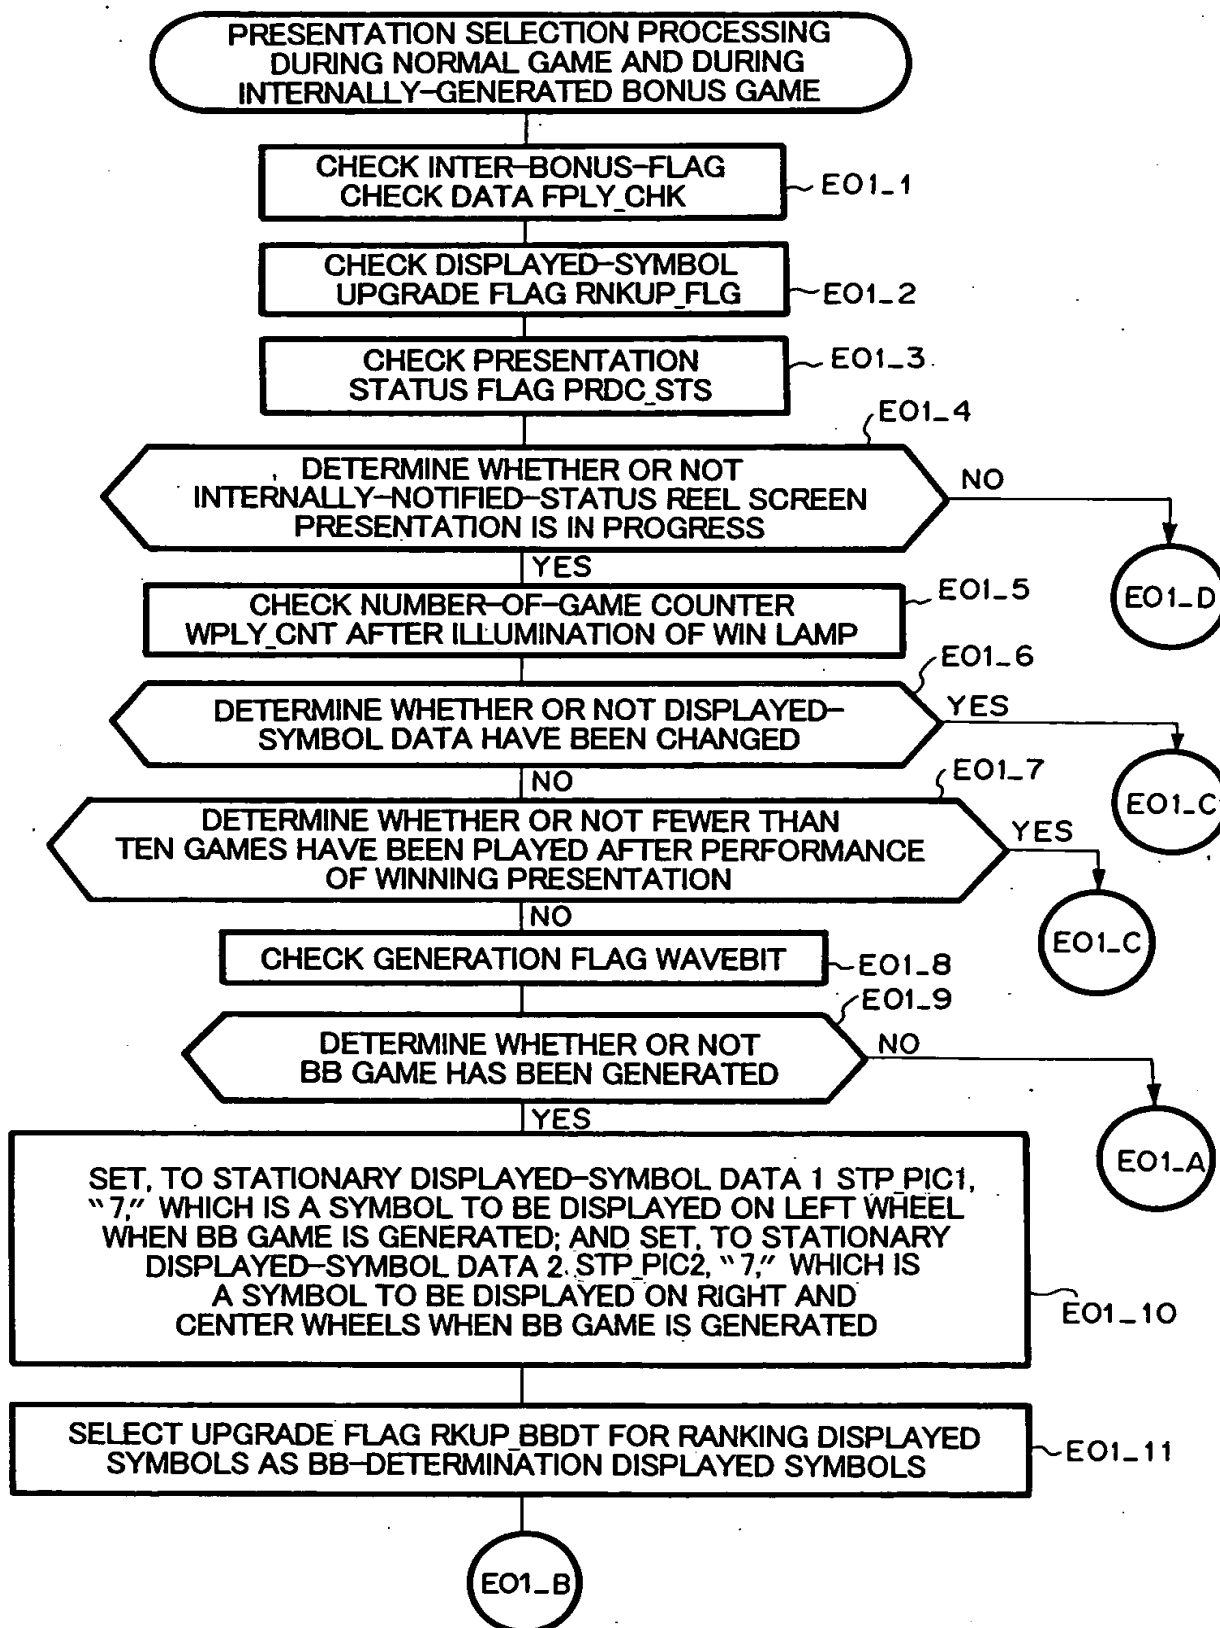 PRESENTATION SELECTION PROCESSING
DURING NORMAL GAME AND DURING
INTERNALLY-GENERATED BONUS GAME
CHECK INTER-BONUS-FLAG
CHECK DATA FPLY_CHK
E01_1
CHECK DISPLAYED-SYMBOL
UPGRADE FLAG RNKUP_FLG
E01_2
CHECK PRESENTATION
STATUS FLAG PRDC_STS
E01_3
E01_4
DETERMINE WHETHER OR NOT
INTERNALLY-NOTIFIED-STATUS REEL SCREEN
PRESENTATION IS IN PROGRESS
NO
E01_D
YES
CHECK NUMBER-OF-GAME COUNTER
WPLY_CNT AFTER ILLUMINATION OF WIN LAMP
E01_5
E01_6
DETERMINE WHETHER OR NOT DISPLAYED-
SYMBOL DATA HAVE BEEN CHANGED
YES
E01_C
NO
E01_7
DETERMINE WHETHER OR NOT FEWER THAN
TEN GAMES HAVE BEEN PLAYED AFTER PERFORMANCE
OF WINNING PRESENTATION
YES
E01_C
NO
CHECK GENERATION FLAG WAVEBIT
E01_8
E01_9
DETERMINE WHETHER OR NOT
BB GAME HAS BEEN GENERATED
NO
E01_A
YES
SET, TO STATIONARY DISPLAYED-SYMBOL DATA 1 STP_PIC1,
"7," WHICH IS A SYMBOL TO BE DISPLAYED ON LEFT WHEEL
WHEN BB GAME IS GENERATED; AND SET, TO STATIONARY
DISPLAYED-SYMBOL DATA 2 STP_PIC2, "7," WHICH IS
A SYMBOL TO BE DISPLAYED ON RIGHT AND
CENTER WHEELS WHEN BB GAME IS GENERATED
E01_10
SELECT UPGRADE FLAG RKUP_BBDT FOR RANKING DISPLAYED
SYMBOLS AS BB-DETERMINATION DISPLAYED SYMBOLS
E01_11
E01_B